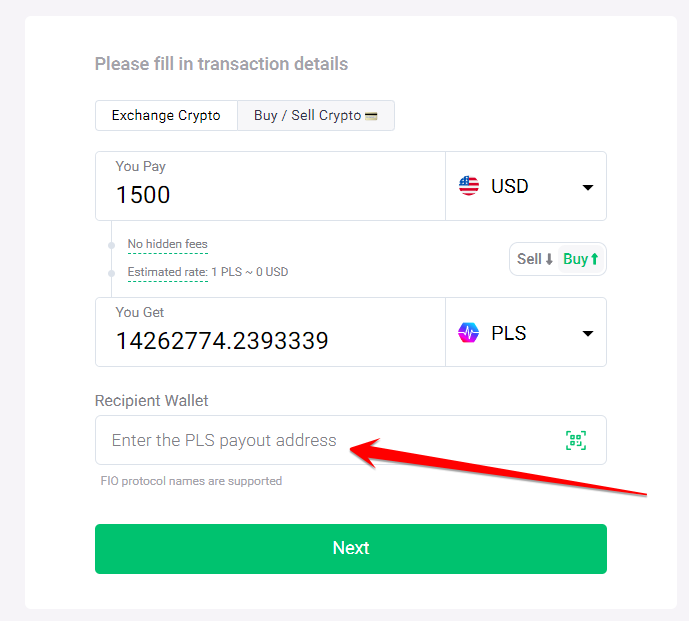 Please fill in transaction details
Exchange Crypto
Buy / Sell Crypto
You Pay
1500
USD
No hidden fees
Estimated rate: 1 PLS ~ 0 USD
Sell Buy
You Get
14262774.2393339
PLS
Recipient Wallet
Enter the PLS payout address
FIO protocol names are supported
Next